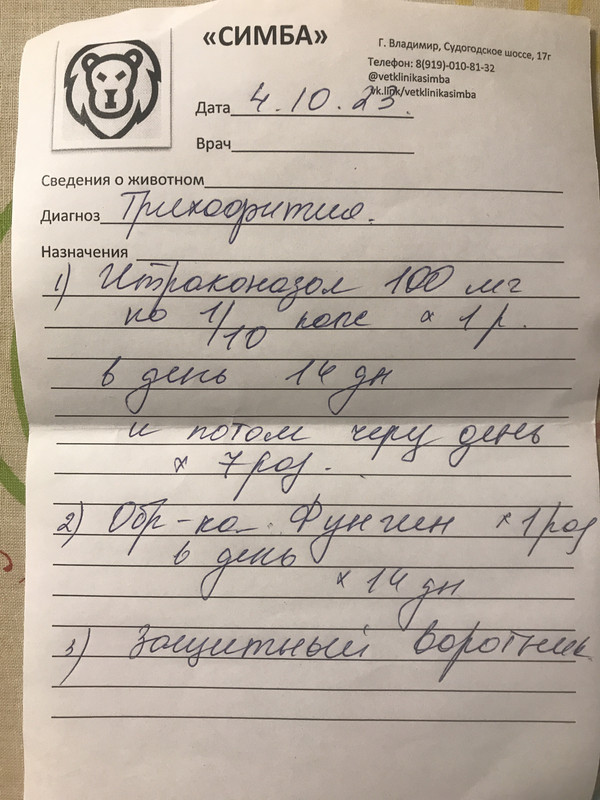 «СИМБА»
Г. Владимир, Судогодское шоссе, 17г
Телефон: 8(919)-010-81-32
@vetklinikasimba
vk.link/vetklinikasimba
Дата 4.10.23.
Врач
Сведения о животном
Диагноз Трихофития.
Назначения
1) Итраконазол 100 мг
по 1/10 капс х 1 р.
в день 14 дн
и потом через день
х 7 раз.
2) Обр-ка Фунгин х 1 раз
в день
х 14 дн
3) Защитный воротник